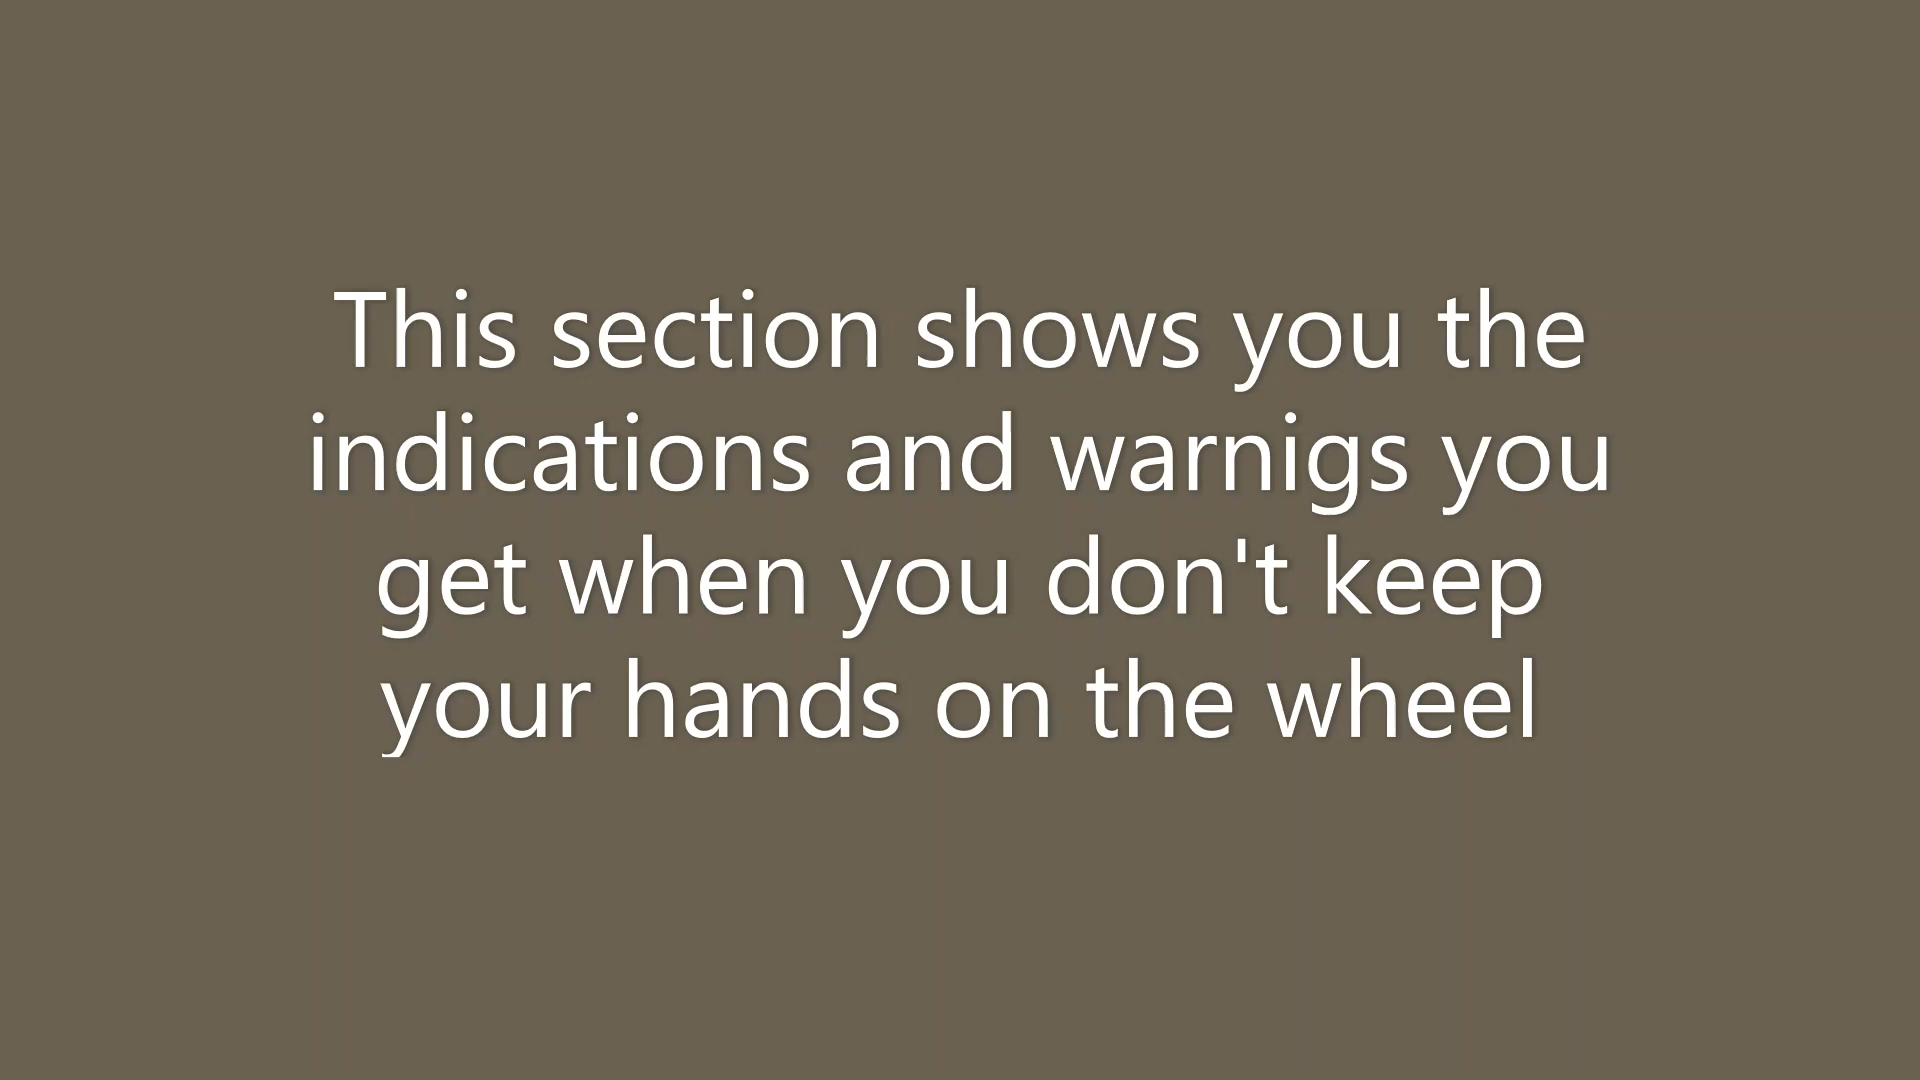 This section shows you the
indications and warnigs you
get when you don't keep
your hands on the wheel